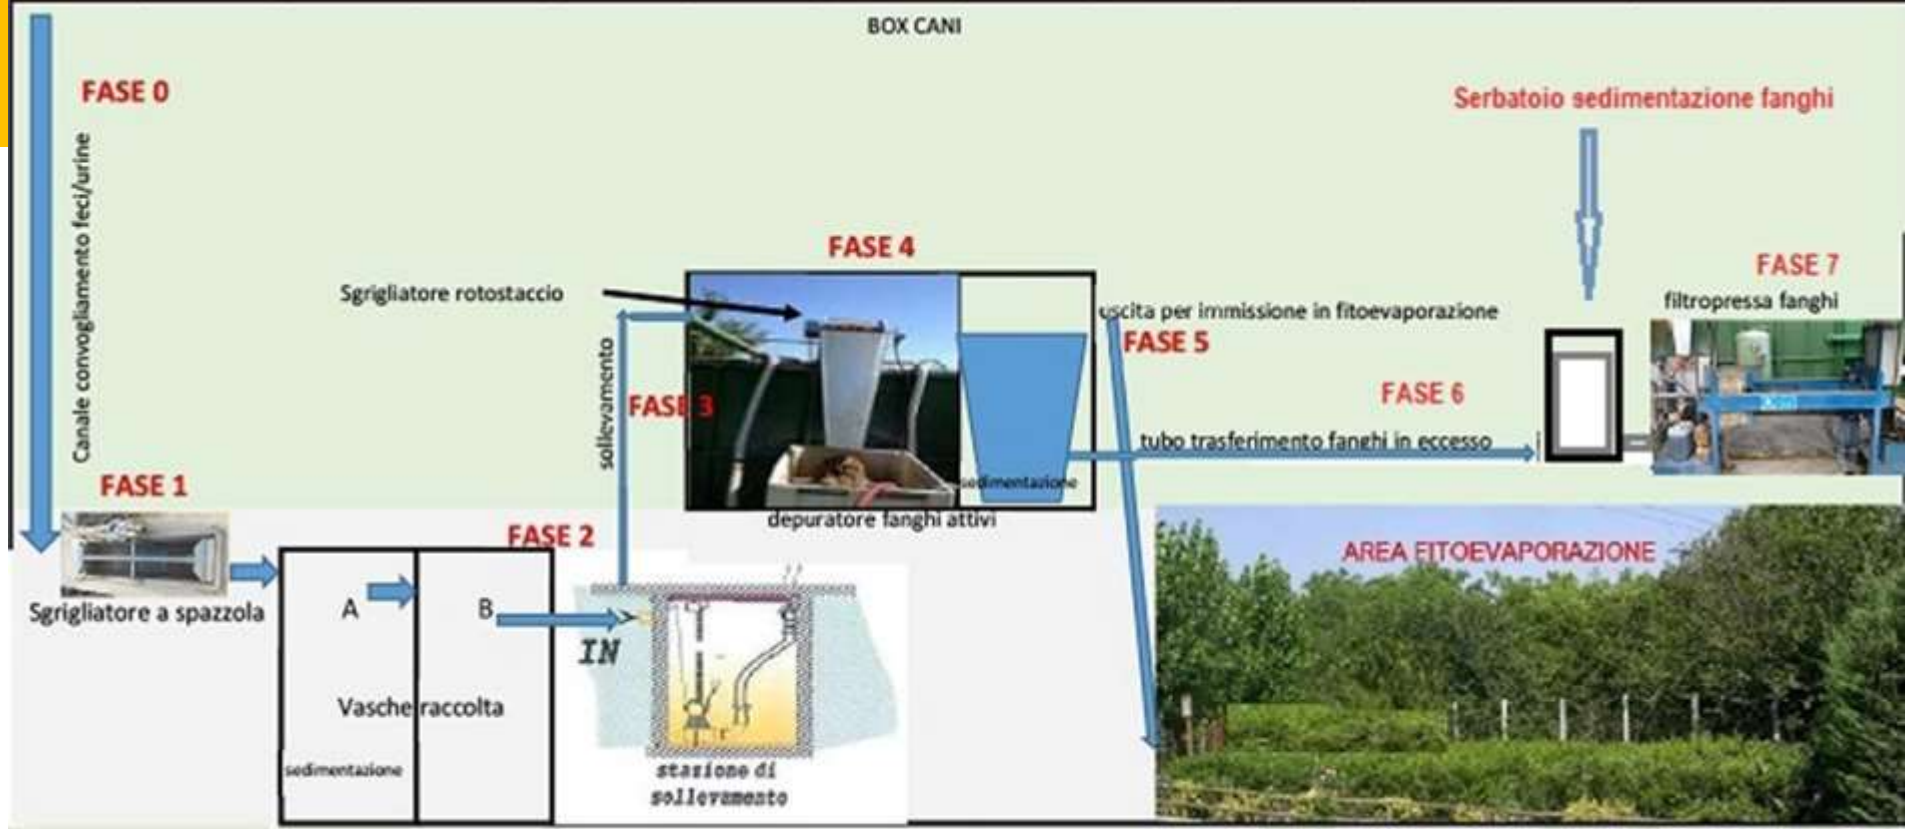 BOX CANI
FASE 0
Canale convogliamento feci/urine
Serbatoio sedimentazione fanghi
FASE 1
Sgrigliatore a spazzola
A
B
Vasche raccolta
sedimentazione
FASE 2
IN
stazione di
sollevamento
sollevamento
FASE 3
FASE 4
Sgrigliatore rotostaccio
sedimentazione
depuratore fanghi attivi
uscita per immissione in fitoevaporazione
FASE 5
FASE 6
tubo trasferimento fanghi in eccesso
FASE 7
filtropressa fanghi
AREA FITOEVAPORAZIONE